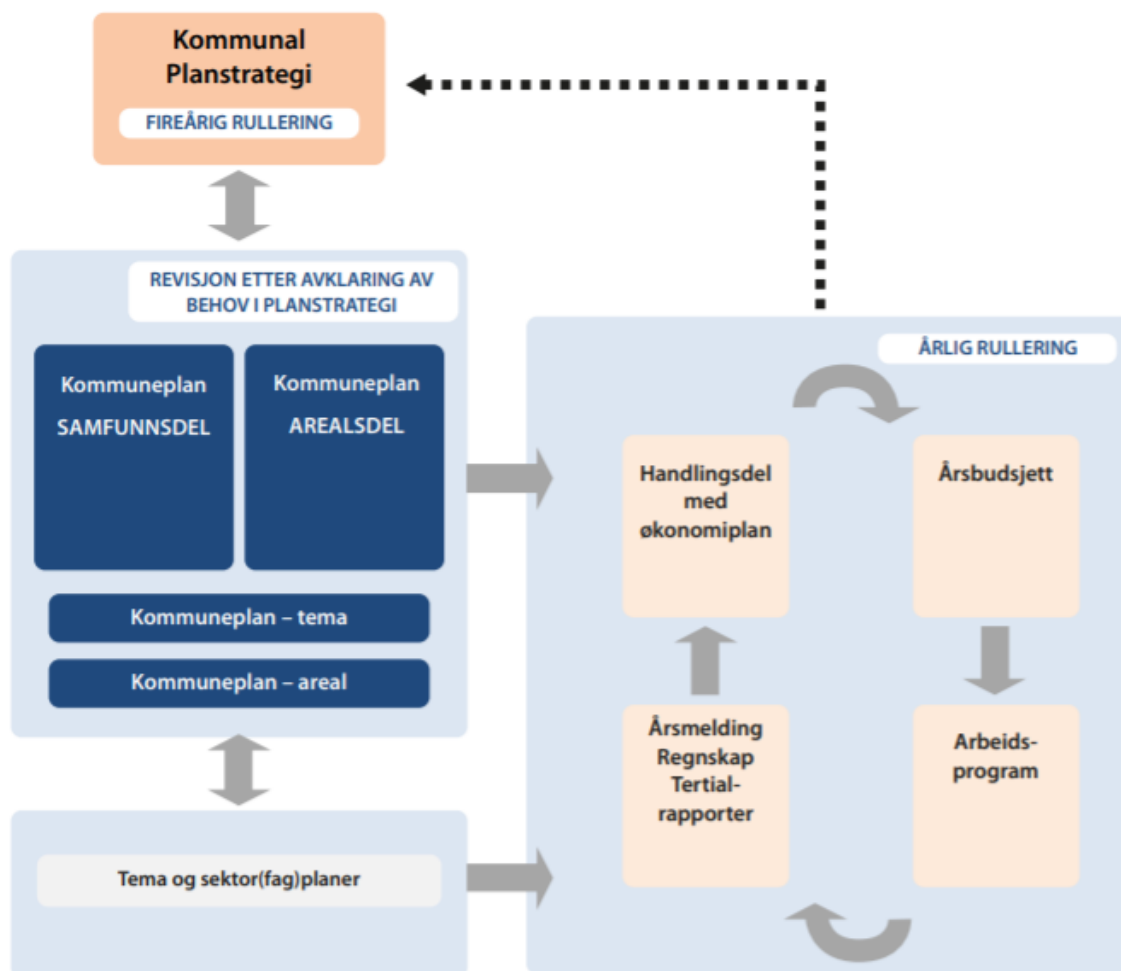 Kommunal
Planstrategi
FIREÅRIG RULLERING
REVISJON ETTER AVKLARING AV
BEHOV I PLANSTRATEGI
Kommuneplan
SAMFUNNSDEL
Kommuneplan
AREALSDEL
Kommuneplan – tema
Kommuneplan – areal
Tema og sektor(fag)planer
ÅRLIG RULLERING
Handlingsdel
med
økonomiplan
Årsbudsjett
Årsmelding
Regnskap
Tertial-
rapporter
Arbeids-
program